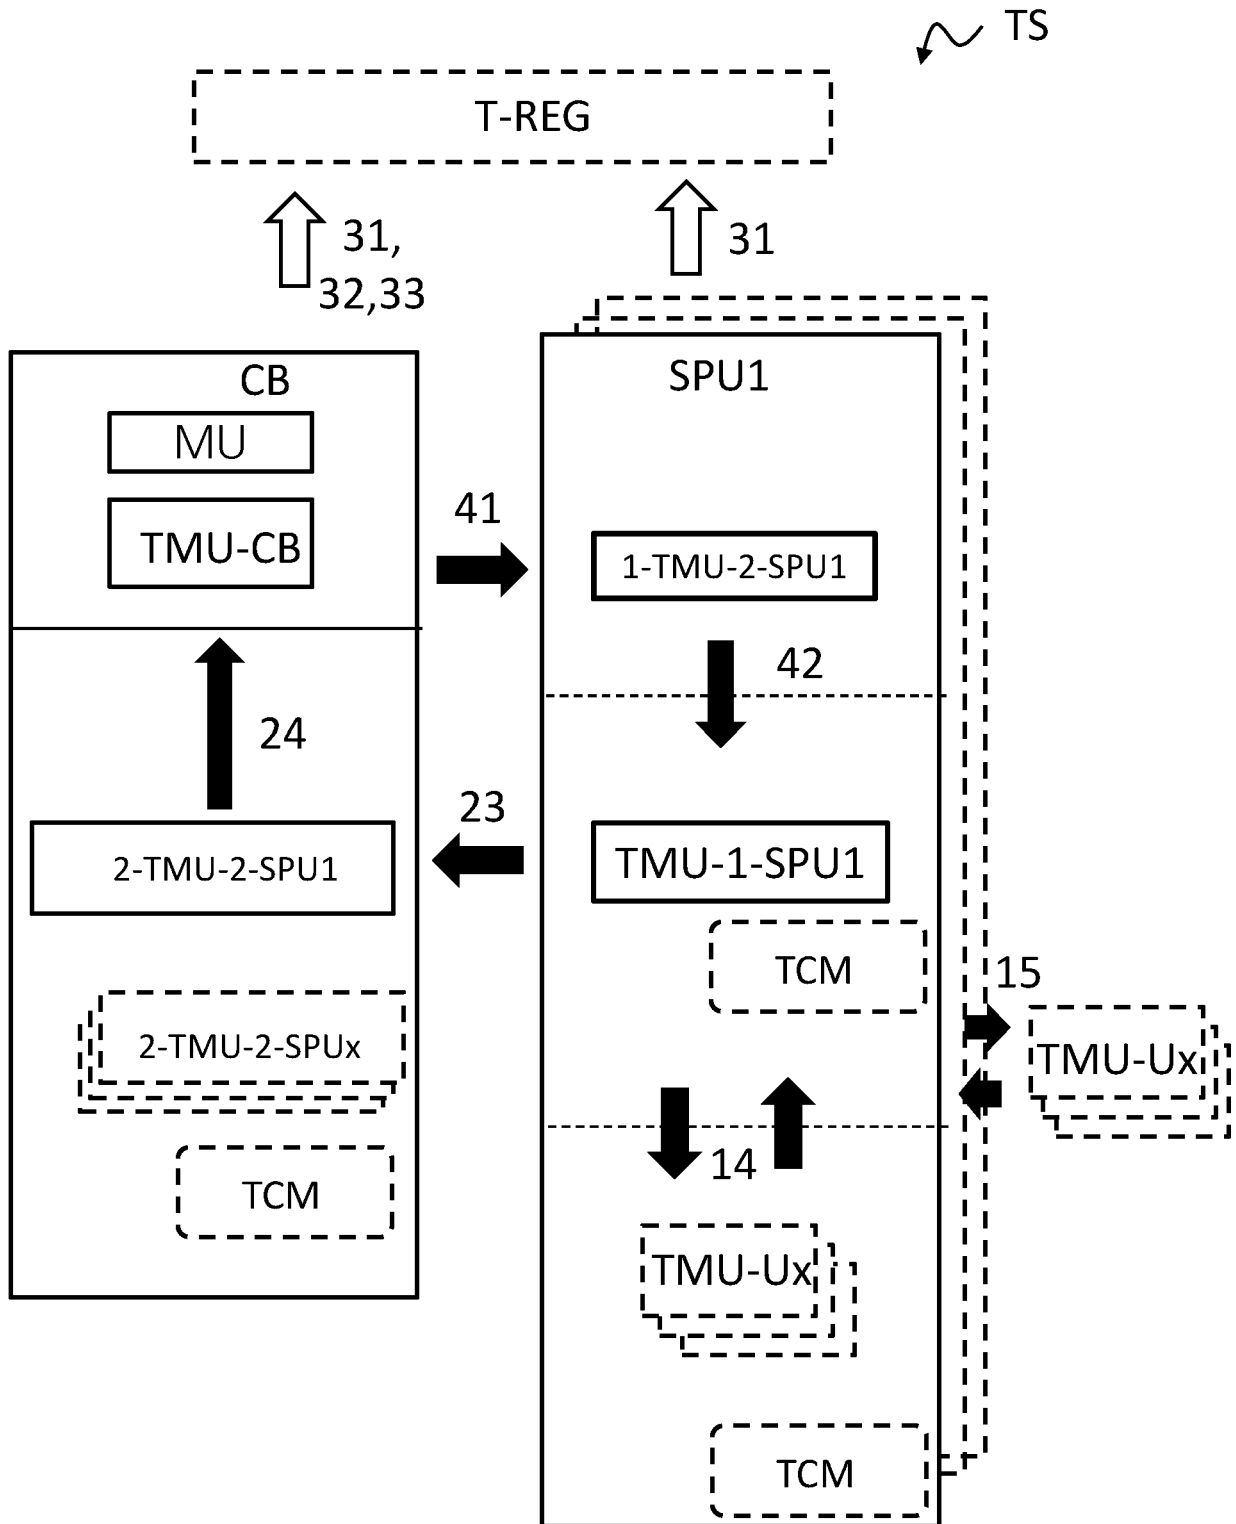 TS
T-REG
31,
32,33
31
CB
MU
TMU-CB
SPU1
41
1-TMU-2-SPU1
42
24
23
2-TMU-2-SPU1
TMU-1-SPU1
TCM
15
2-TMU-2-SPUx
TMU-Ux
14
TCM
TMU-Ux
TCM